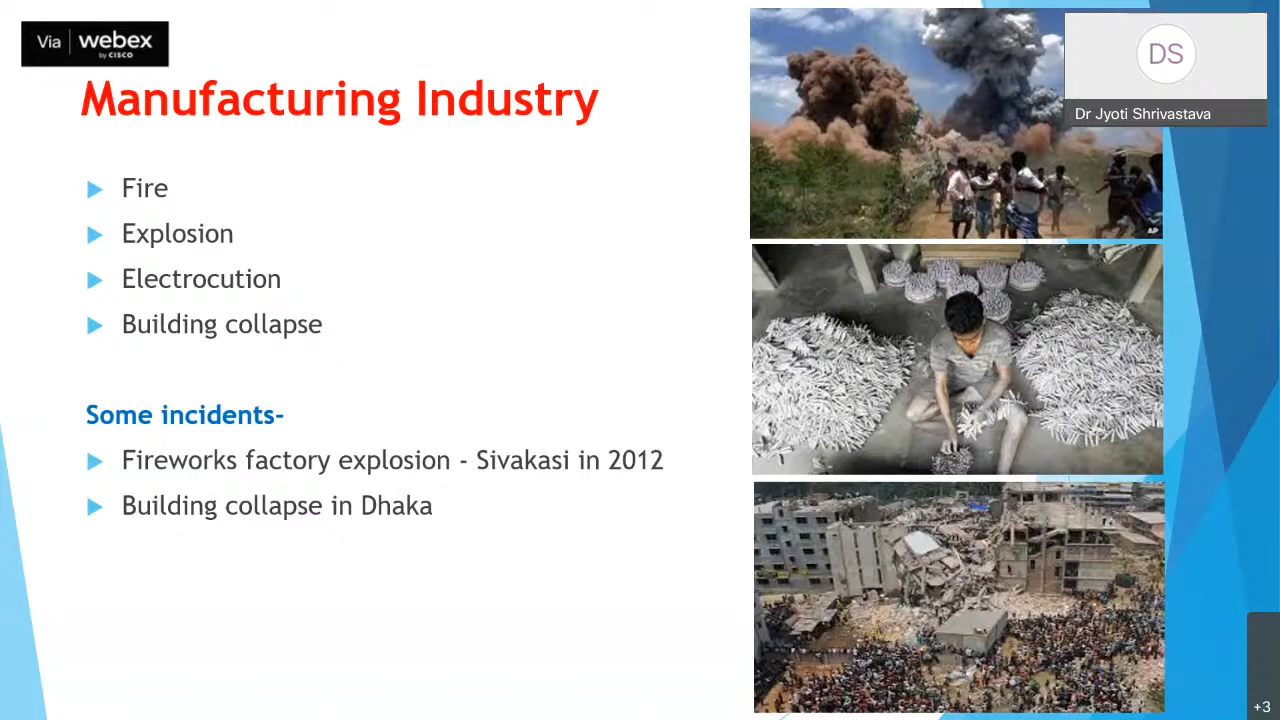 Via webex
by CISCO
DS
Dr Jyoti Shrivastava
Manufacturing Industry
Fire
Explosion
Electrocution
Building collapse
Some incidents-
Fireworks factory explosion - Sivakasi in 2012
Building collapse in Dhaka
AP
+3